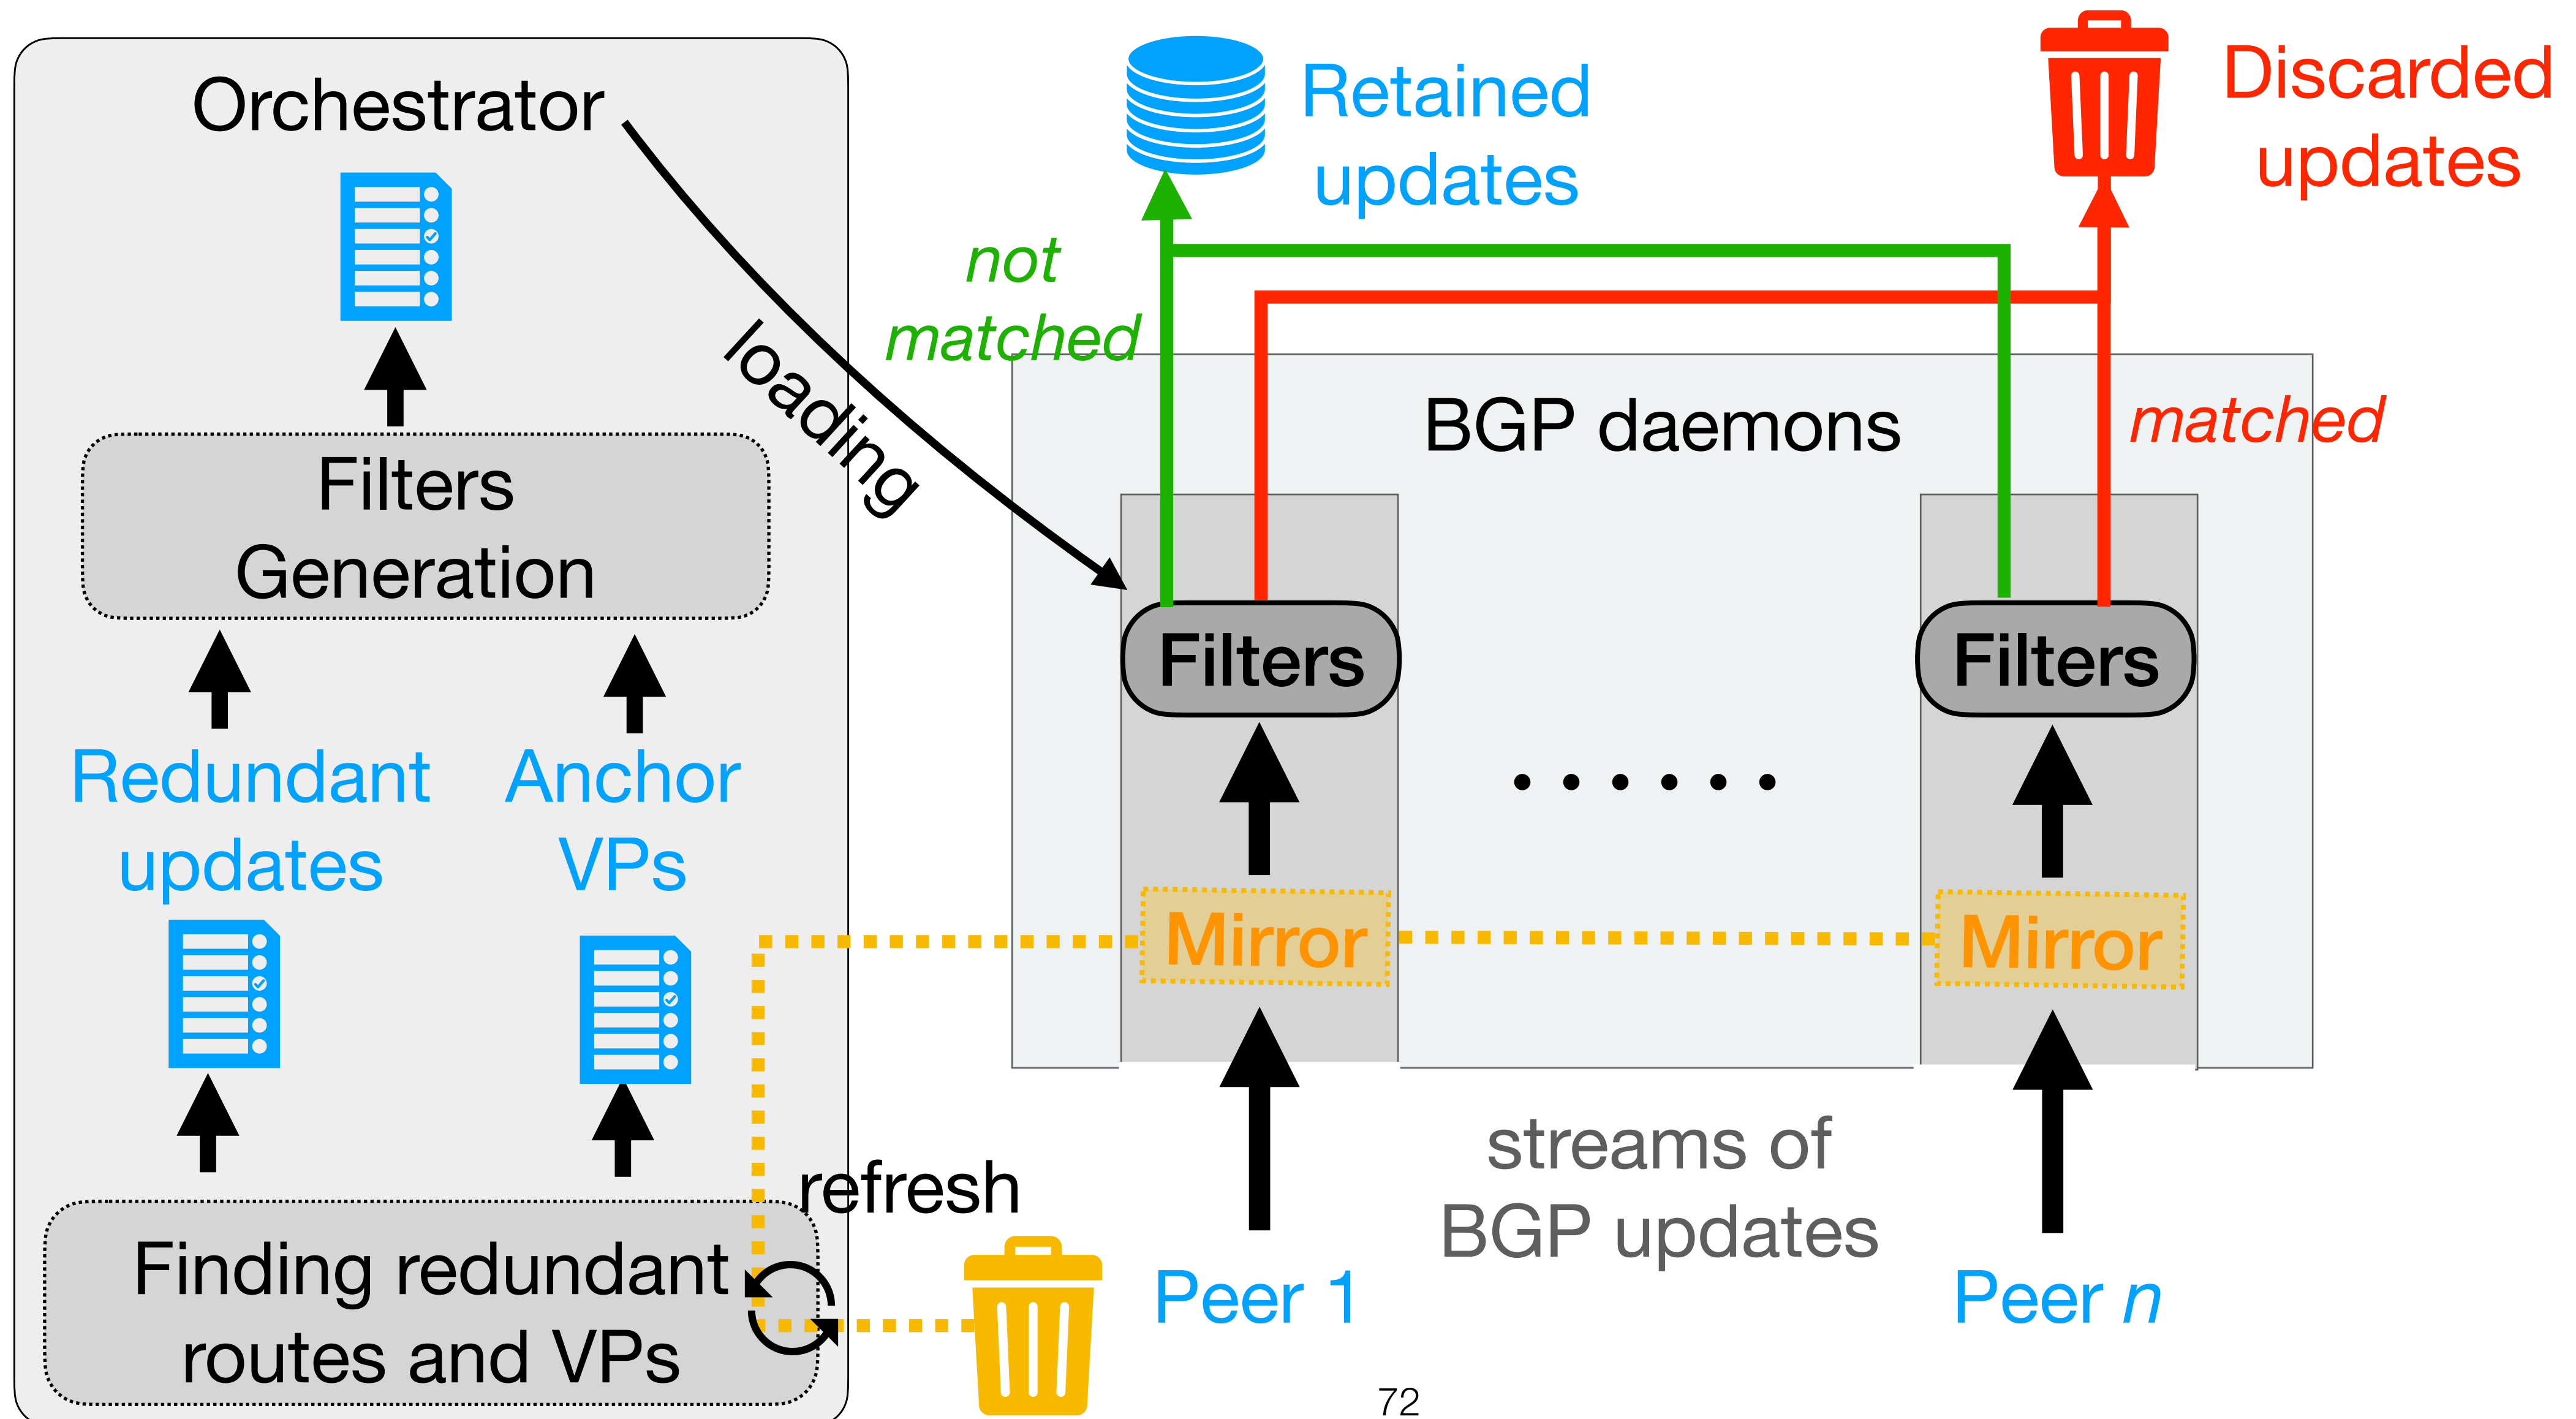 Orchestrator
Filters
Generation
Redundant
updates
Anchor
VPs
Finding redundant
routes and VPs
refresh
loading
Retained
updates
Discarded
updates
not
matched
matched
BGP daemons
Filters
Filters
......
Mirror
Mirror
streams of
BGP updates
Peer 1
Peer n
72